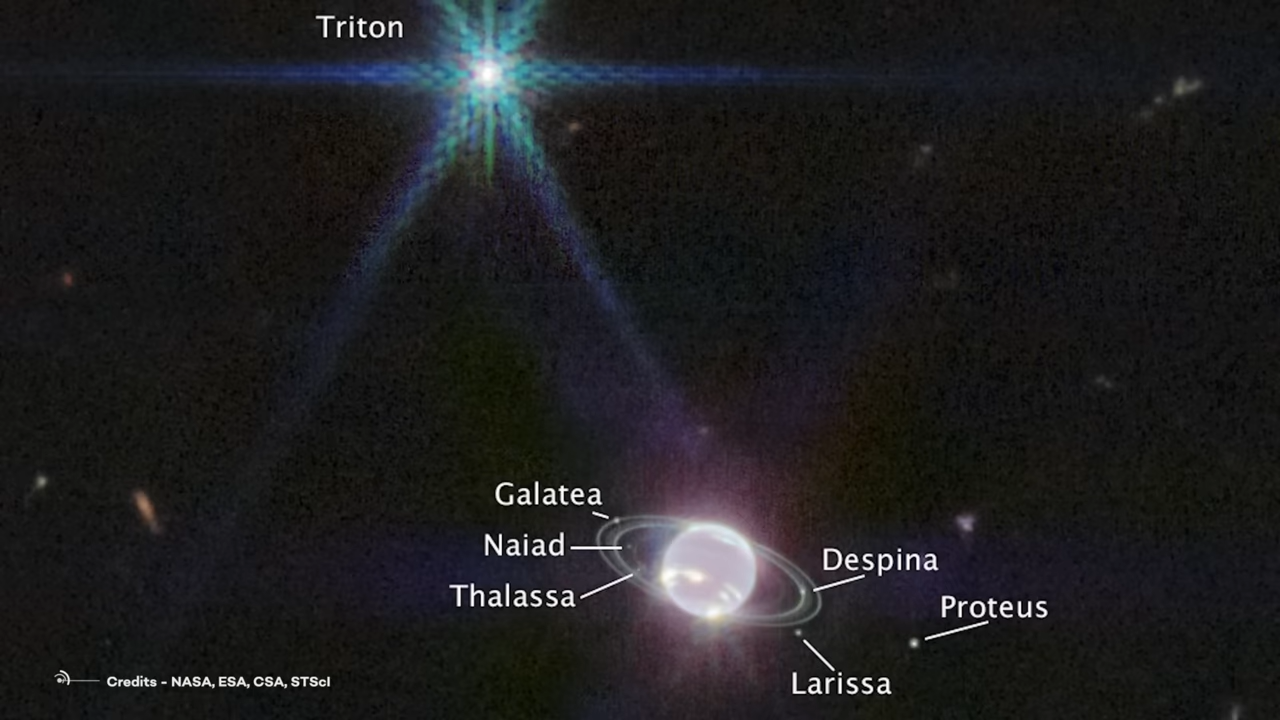 Triton
Galatea
Naiad
Despina
Thalassa
Proteus
Larissa
Credits - NASA, ESA, CSA, STScI